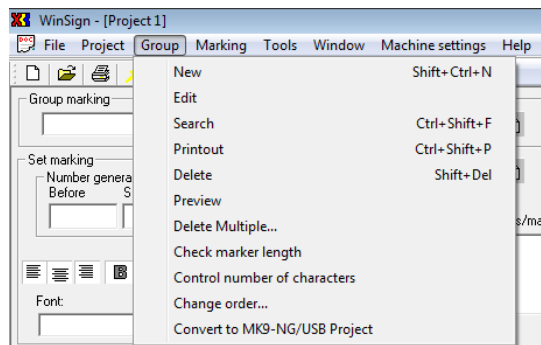 WinSign - [Project 1]
File Project Group Marking Tools Window Machine settings Help
New Shift+Ctrl+N
Group marking
Edit
Search Ctrl+Shift+F
Printout Ctrl+Shift+P
Set marking
Number genera
Delete Shift+Del
Before S
Preview
s/ma
Delete Multiple...
Check marker length
B
Control number of characters
Font:
Change order...
Convert to MK9-NG/USB Project